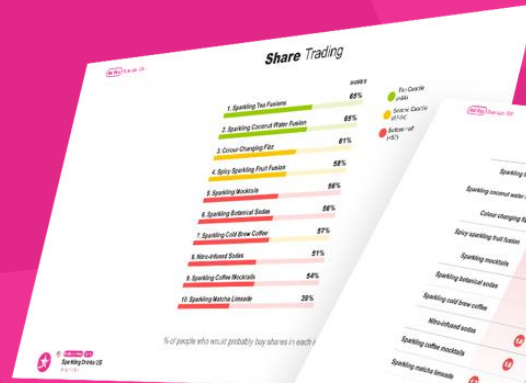 Share Trading
SHARES
1. Sparkling Tea Fusions 65%
2. Sparkling Coconut Water Fusion 65%
3. Colour Changing Fizz 61%
4. Spicy Sparkling Fruit Fusion 58%
5. Sparkling Mocktails 56%
6. Sparkling Botanical Sodas 56%
7. Sparkling Cold Brew Coffee 57%
8. Nitro-infused Sodas 51%
9. Sparkling Coffee Mocktails 54%
10. Sparkling Matcha Limeade 39%
% of people who would probably buy shares in each
Sparkling Drinks US
Sparkling
Sparkling coconut water
Colour changing
Spicy sparkling fruit fusion
Sparkling mocktails
Sparkling botanical sodas
Sparkling cold brew coffee
Nitro-infused sodas
Sparkling coffee mocktails
Sparkling matcha limeade